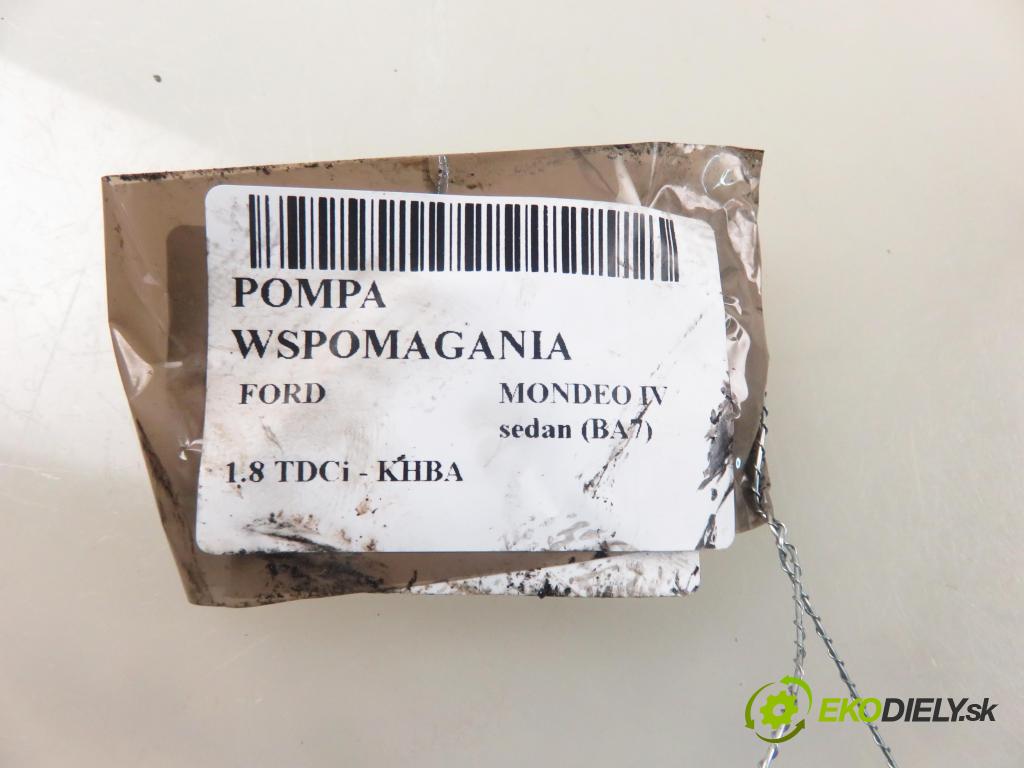 POMPA
WSPOMAGANIA
FORD MONDEO IV
sedan (BA7)
1.8 TDCi - KHBA
EKODIELY.sk